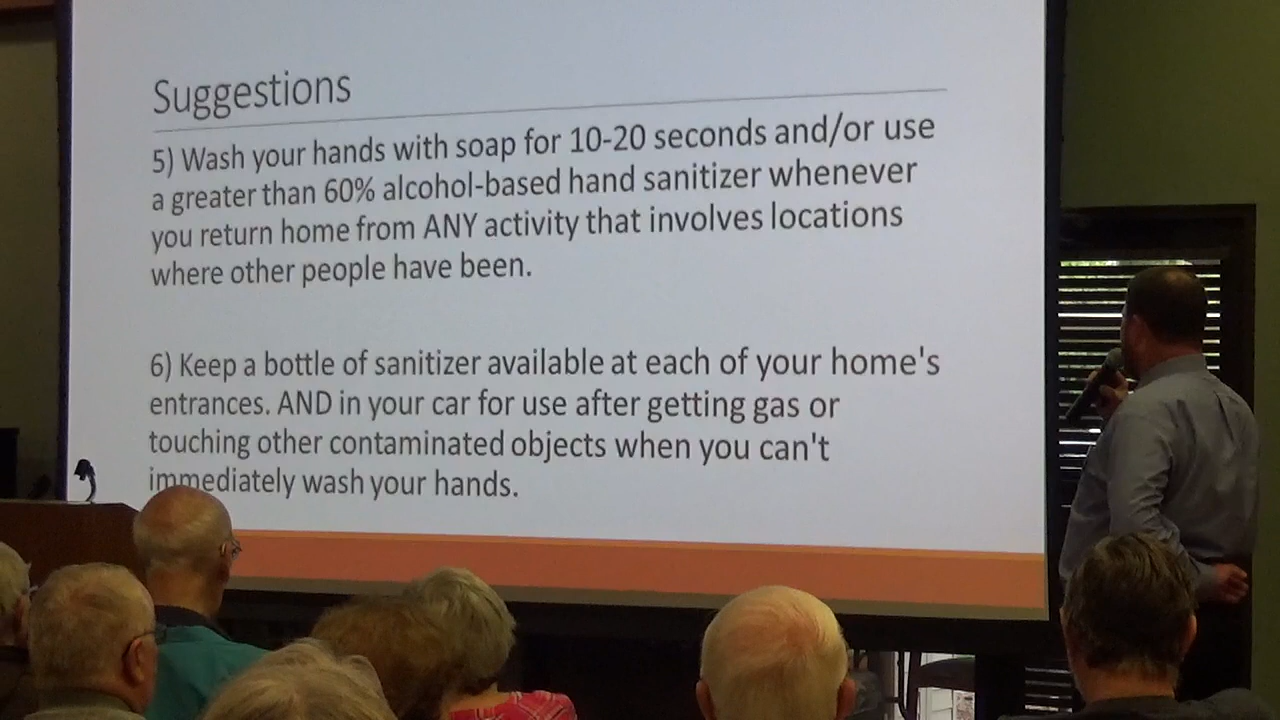 Suggestions
5) Wash your hands with soap for 10-20 seconds and/or use
a greater than 60% alcohol-based hand sanitizer whenever
you return home from ANY activity that involves locations
where other people have been.
6) Keep a bottle of sanitizer available at each of your home's
entrances. AND in your car for use after getting gas or
touching other contaminated objects when you can't
immediately wash your hands.